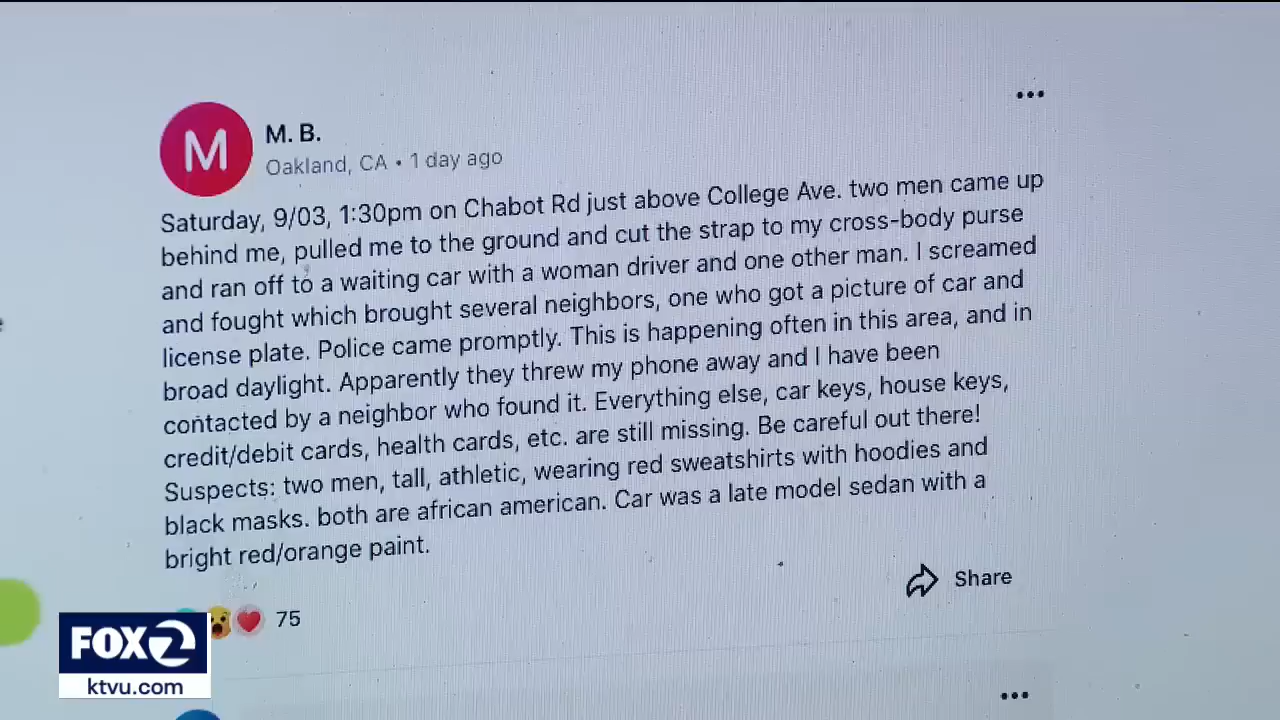 M
M. B.
Oakland, CA • 1 day ago
Saturday, 9/03, 1:30pm on Chabot Rd just above College Ave. two men came up
behind me, pulled me to the ground and cut the strap to my cross-body purse
and ran off to a waiting car with a woman driver and one other man. I screamed
and fought which brought several neighbors, one who got a picture of car and
license plate. Police came promptly. This is happening often in this area, and in
broad daylight. Apparently they threw my phone away and I have been
contacted by a neighbor who found it. Everything else, car keys, house keys,
credit/debit cards, health cards, etc. are still missing. Be careful out there!
Suspects: two men, tall, athletic, wearing red sweatshirts with hoodies and
black masks. both are african american. Car was a late model sedan with a
bright red/orange paint.
Share
75
FOX 2
ktvu.com